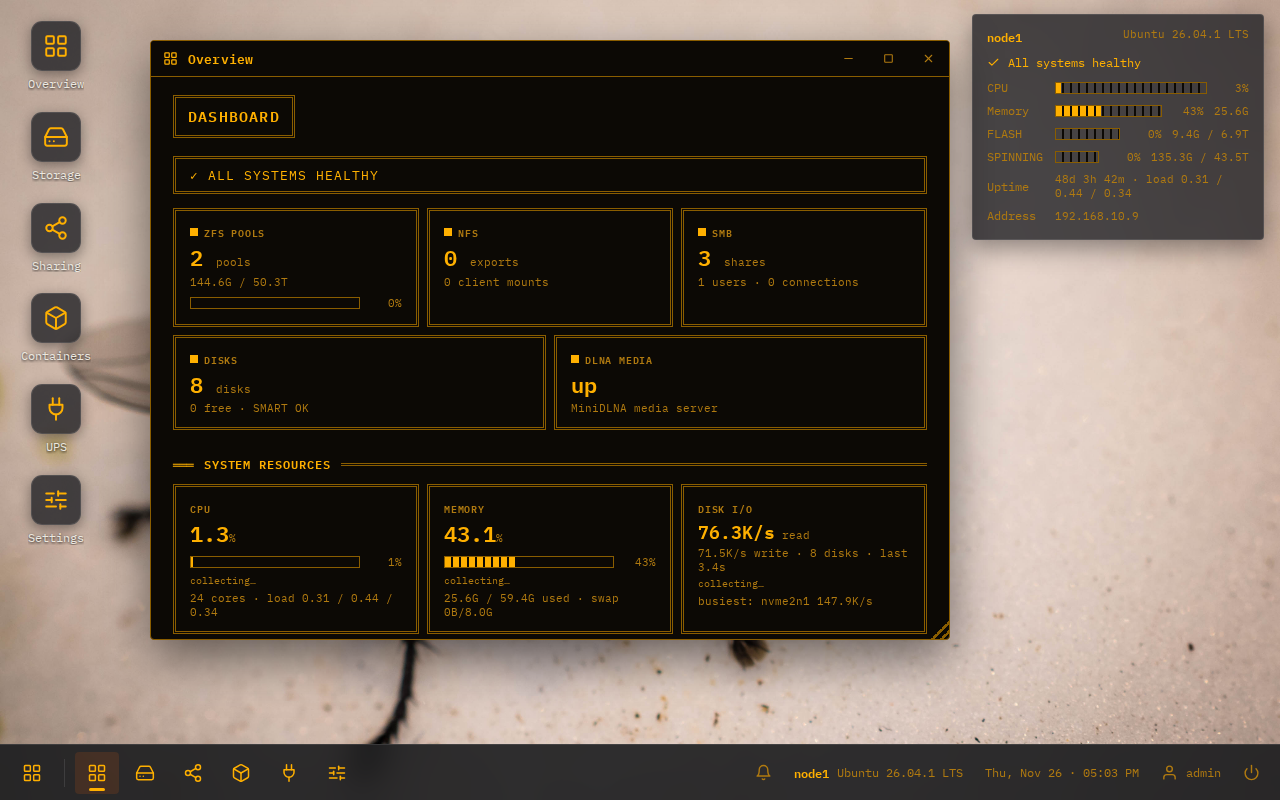 Overview
Storage
Sharing
Containers
UPS
Settings
Overview
DASHBOARD
✓ ALL SYSTEMS HEALTHY
ZFS POOLS
2 pools
144.6G / 50.3T
0%
NFS
0 exports
0 client mounts
SMB
3 shares
1 users · 0 connections
DISKS
8 disks
0 free · SMART OK
DLNA MEDIA
up
MiniDLNA media server
SYSTEM RESOURCES
CPU
1.3%
1%
collecting…
24 cores · load 0.31 / 0.44 /
0.34
MEMORY
43.1%
43%
collecting…
25.6G / 59.4G used · swap
0B/8.0G
DISK I/O
76.3K/s read
71.5K/s write · 8 disks · last
3.4s
collecting…
busiest: nvme2n1 147.9K/s
node1 Ubuntu 26.04.1 LTS
All systems healthy
CPU 3%
Memory 43% 25.6G
FLASH 0% 9.4G / 6.9T
SPINNING 0% 135.3G / 43.5T
Uptime 48d 3h 42m · load 0.31 /
0.44 / 0.34
Address 192.168.10.9
node1 Ubuntu 26.04.1 LTS
Thu, Nov 26 · 05:03 PM
admin